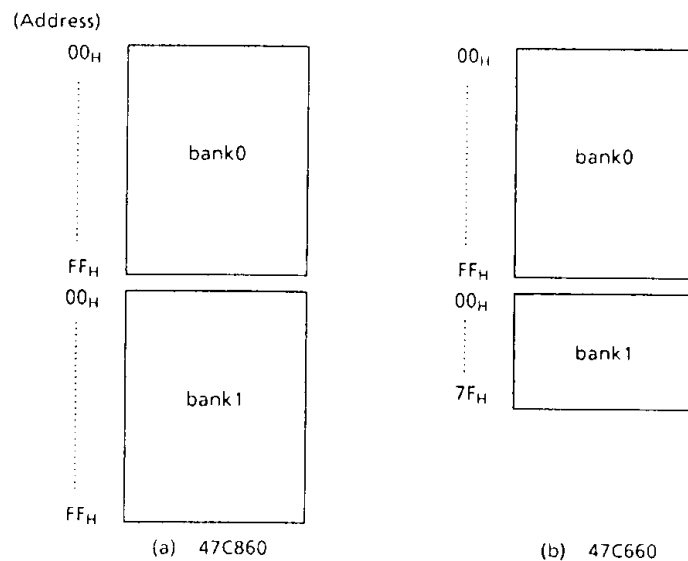 (Address)
00H
bank0
FFH
00H
bank1
FFH
(a) 47C860
00H
bank0
FFH
00H
bank1
7FH
(b) 47C660